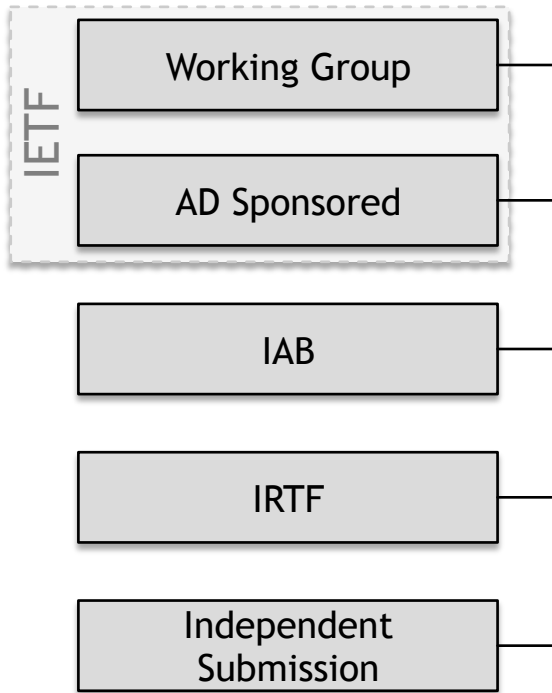 IETF
Working Group
AD Sponsored
IAB
IRTF
Independent
Submission